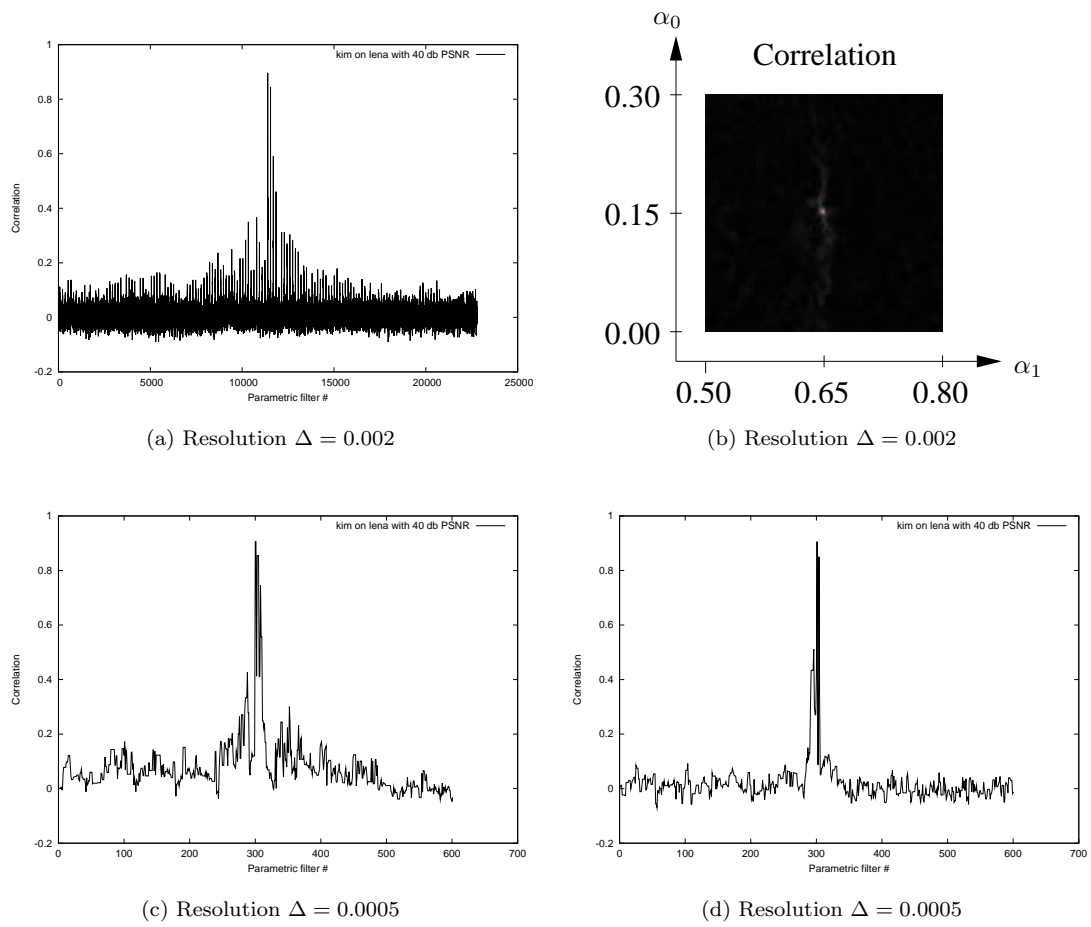 1
0.8
0.6
0.4
0.2
0
-0.2
Correlation
kim on lena with 40 db PSNR
0 5000 10000 15000 20000 25000
Parametric filter #
(a) Resolution Δ = 0.002
α₀
Correlation
0.30
0.15
0.00
α₁
0.50 0.65 0.80
(b) Resolution Δ = 0.002
1
0.8
0.6
0.4
0.2
0
-0.2
Correlation
kim on lena with 40 db PSNR
0 100 200 300 400 500 600 700
Parametric filter #
(c) Resolution Δ = 0.0005
1
0.8
0.6
0.4
0.2
0
-0.2
Correlation
kim on lena with 40 db PSNR
0 100 200 300 400 500 600 700
Parametric filter #
(d) Resolution Δ = 0.0005